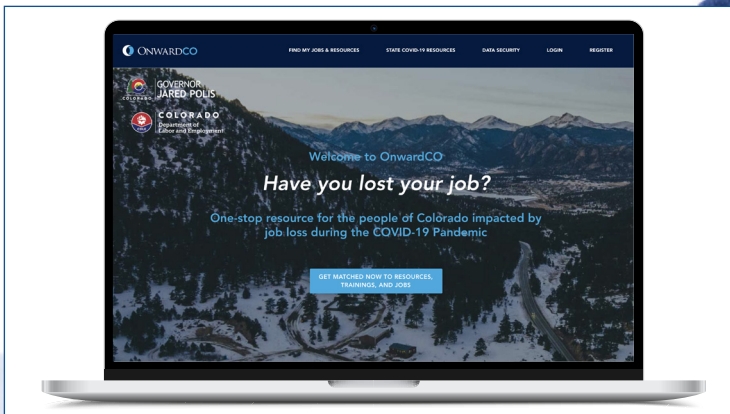 ONWARDCO
FIND MY JOBS & RESOURCES
STATE COVID-19 RESOURCES
DATA SECURITY
LOGIN
REGISTER
COLORADO
GOVERNOR
JARED POLIS
COLORADO
Department of
Labor and Employment
Welcome to OnwardCO
Have you lost your job?
One-stop resource for the people of Colorado impacted by
job loss during the COVID-19 Pandemic
GET MATCHED NOW TO RESOURCES,
TRAININGS, AND JOBS